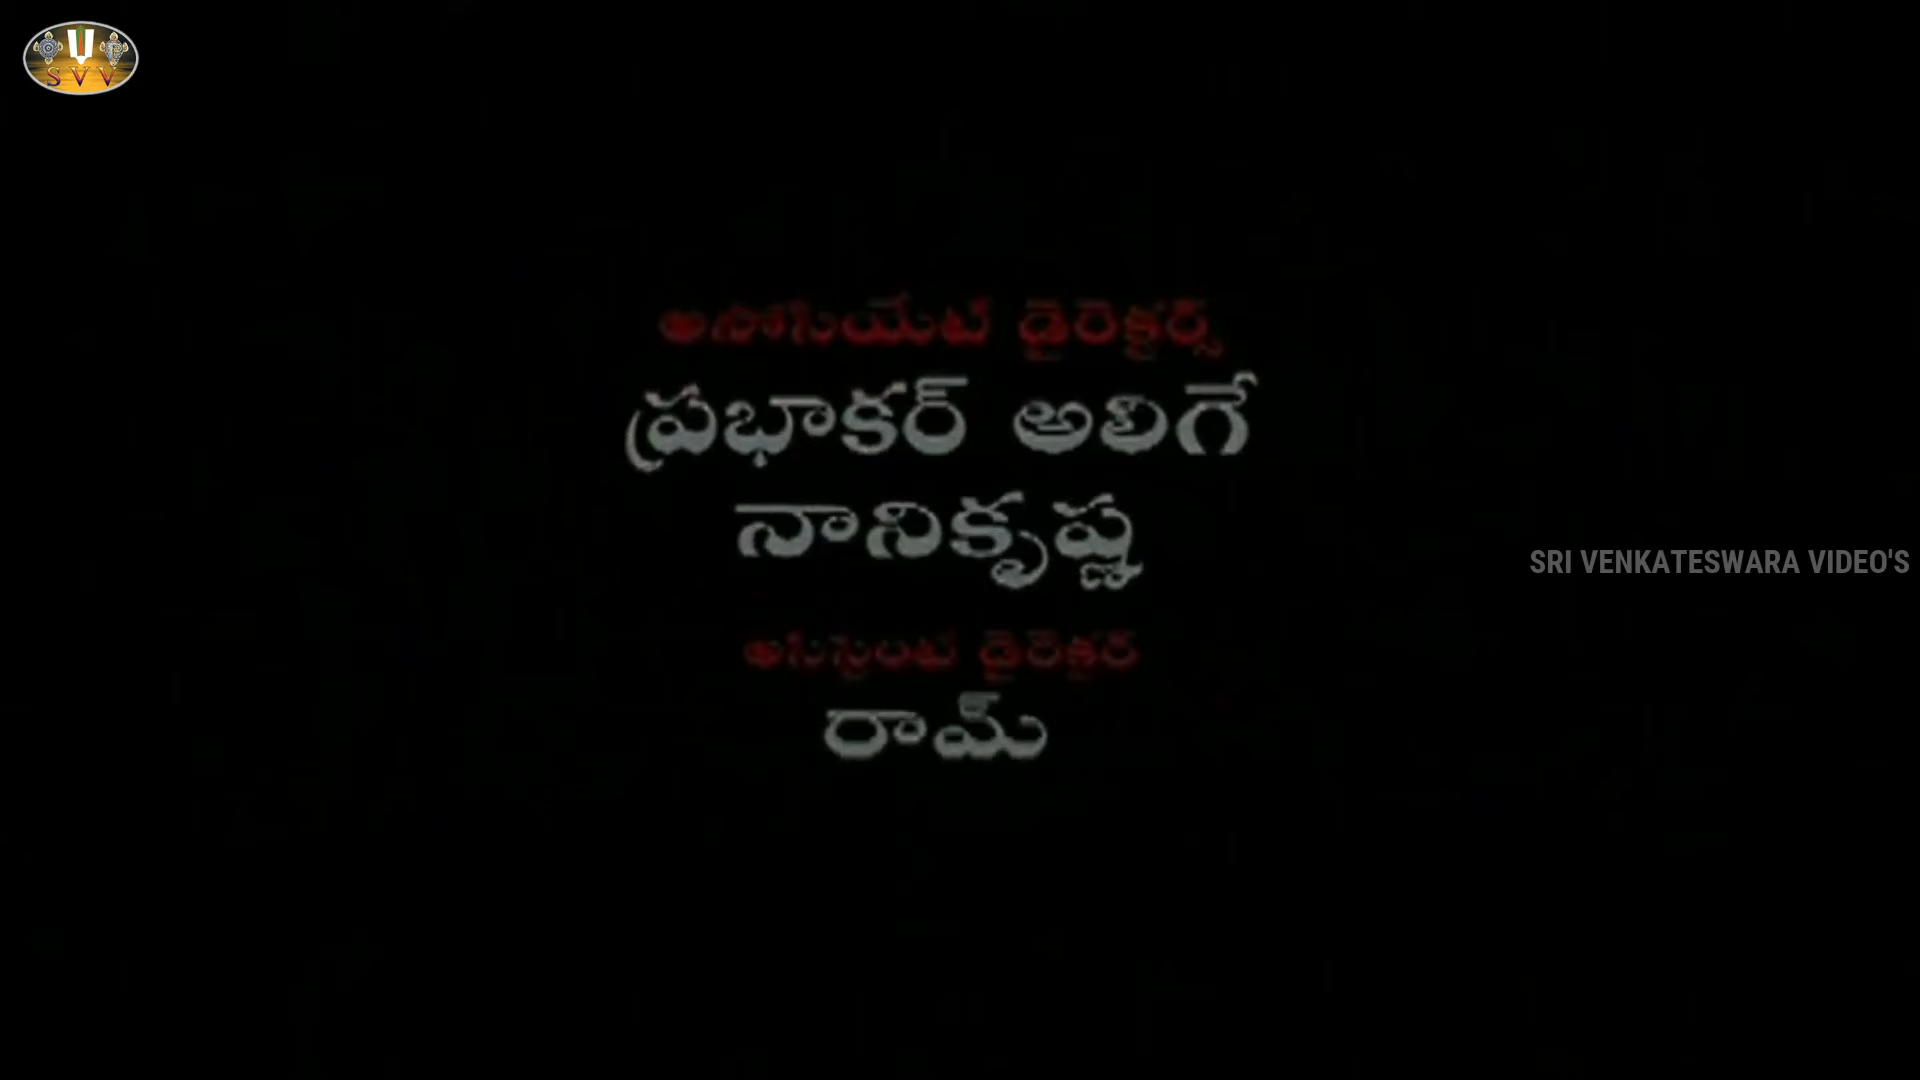 SVV
అసోసియేట్ డైరెక్టర్స్
ప్రభాకర్ అలిగే
నానికృష్ణ
SRI VENKATESWARA VIDEO'S
అసిస్టెంట్ డైరెక్టర్
రామ్